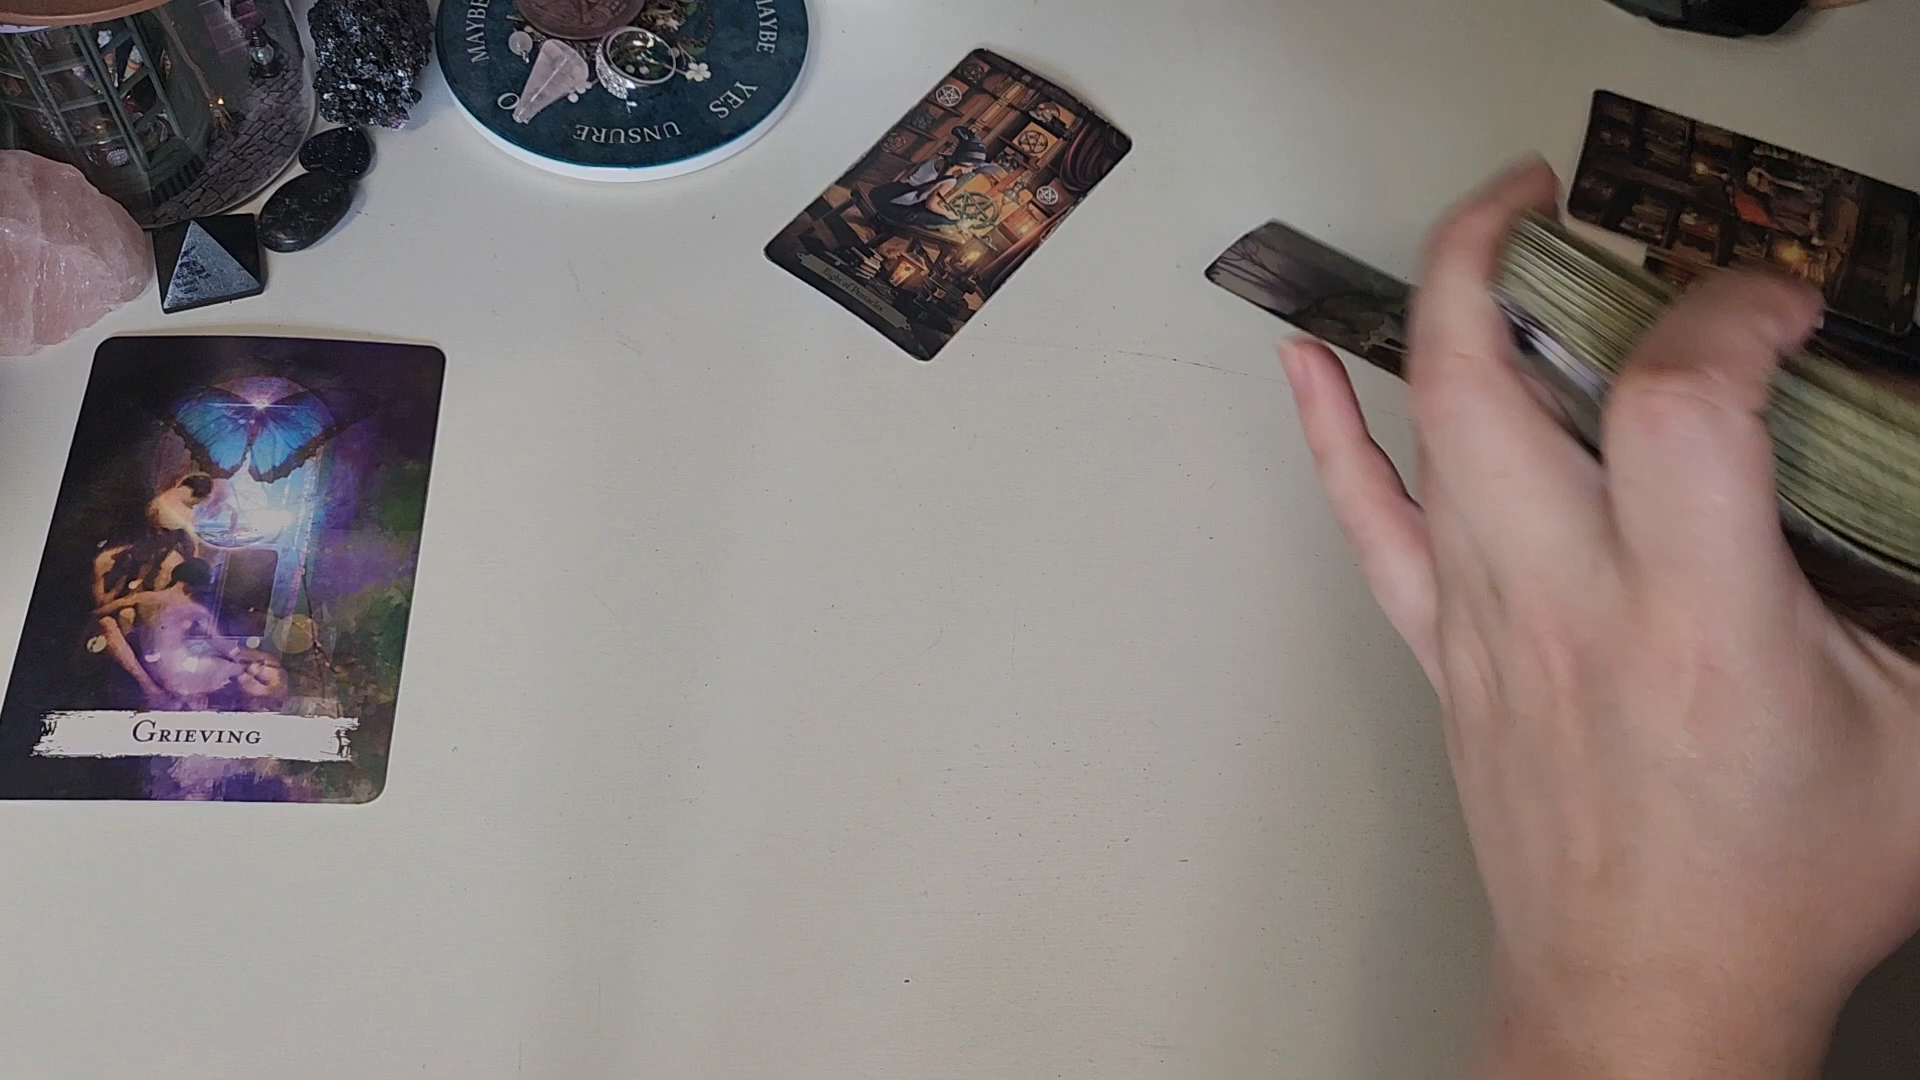 MAYBE
MAYBE
YES
UNSURE
Eight of Pentacles
GRIEVING